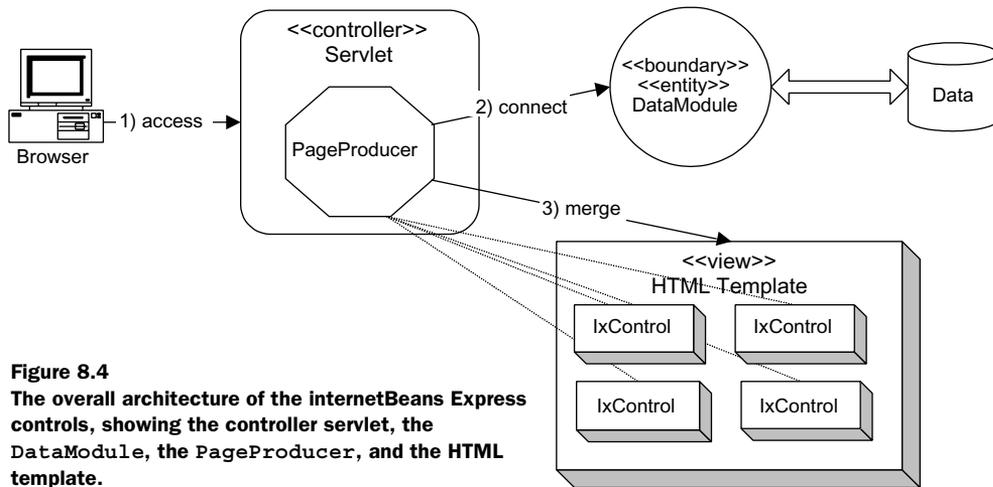 <<controller>>
Servlet
PageProducer
1) access
Browser
2) connect
<<boundary>>
<<entity>>
DataModule
Data
3) merge
<<view>>
HTML Template
IxControl
IxControl
IxControl
IxControl
Figure 8.4
The overall architecture of the internetBeans Express
controls, showing the controller servlet, the
DataModule, the PageProducer, and the HTML
template.